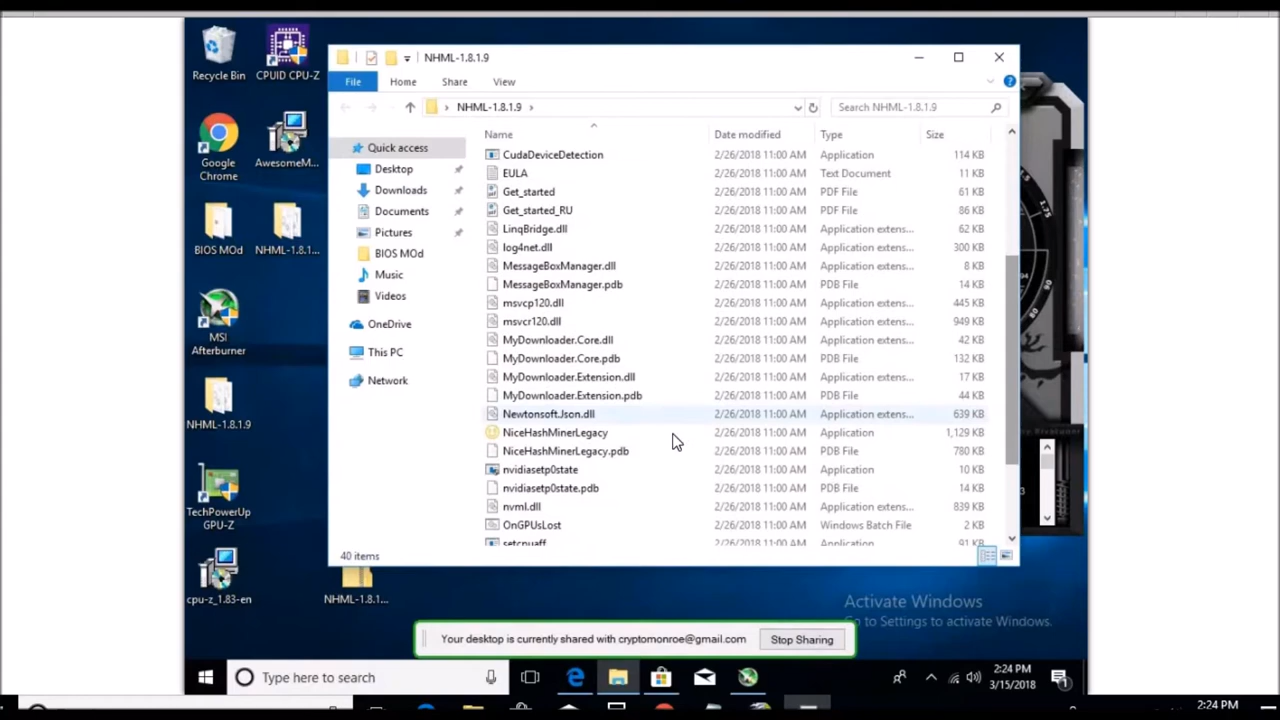 Recycle Bin
CPUID CPU-Z
Google Chrome
AwesomeM...
BIOS MOd
NHML-1.8.1...
MSI Afterburner
NHML-1.8.1.9
TechPowerUp GPU-Z
cpu-z_1.83-en
NHML-1.8.1...
NHML-1.8.1.9
File Home Share View
NHML-1.8.1.9
Search NHML-1.8.1.9
Quick access
Desktop
Downloads
Documents
Pictures
BIOS MOd
Music
Videos
OneDrive
This PC
Network
Name Date modified Type Size
CudaDeviceDetection 2/26/2018 11:00 AM Application 114 KB
EULA 2/26/2018 11:00 AM Text Document 11 KB
Get_started 2/26/2018 11:00 AM PDF File 61 KB
Get_started_RU 2/26/2018 11:00 AM PDF File 86 KB
LinqBridge.dll 2/26/2018 11:00 AM Application extens... 62 KB
log4net.dll 2/26/2018 11:00 AM Application extens... 300 KB
MessageBoxManager.dll 2/26/2018 11:00 AM Application extens... 8 KB
MessageBoxManager.pdb 2/26/2018 11:00 AM PDB File 14 KB
msvcp120.dll 2/26/2018 11:00 AM Application extens... 445 KB
msvcr120.dll 2/26/2018 11:00 AM Application extens... 949 KB
MyDownloader.Core.dll 2/26/2018 11:00 AM Application extens... 42 KB
MyDownloader.Core.pdb 2/26/2018 11:00 AM PDB File 132 KB
MyDownloader.Extension.dll 2/26/2018 11:00 AM Application extens... 17 KB
MyDownloader.Extension.pdb 2/26/2018 11:00 AM PDB File 44 KB
Newtonsoft.Json.dll 2/26/2018 11:00 AM Application extens... 639 KB
NiceHashMinerLegacy 2/26/2018 11:00 AM Application 1,129 KB
NiceHashMinerLegacy.pdb 2/26/2018 11:00 AM PDB File 780 KB
nvidiasetp0state 2/26/2018 11:00 AM Application 10 KB
nvidiasetp0state.pdb 2/26/2018 11:00 AM PDB File 14 KB
nvml.dll 2/26/2018 11:00 AM Application extens... 839 KB
OnGPUsLost 2/26/2018 11:00 AM Windows Batch File 2 KB
setcpuaff 2/26/2018 11:00 AM Application 91 KB
40 items
Activate Windows
Go to Settings to activate Windows.
Your desktop is currently shared with cryptomonroe@gmail.com Stop Sharing
Type here to search
2:24 PM
3/15/2018
2:24 PM